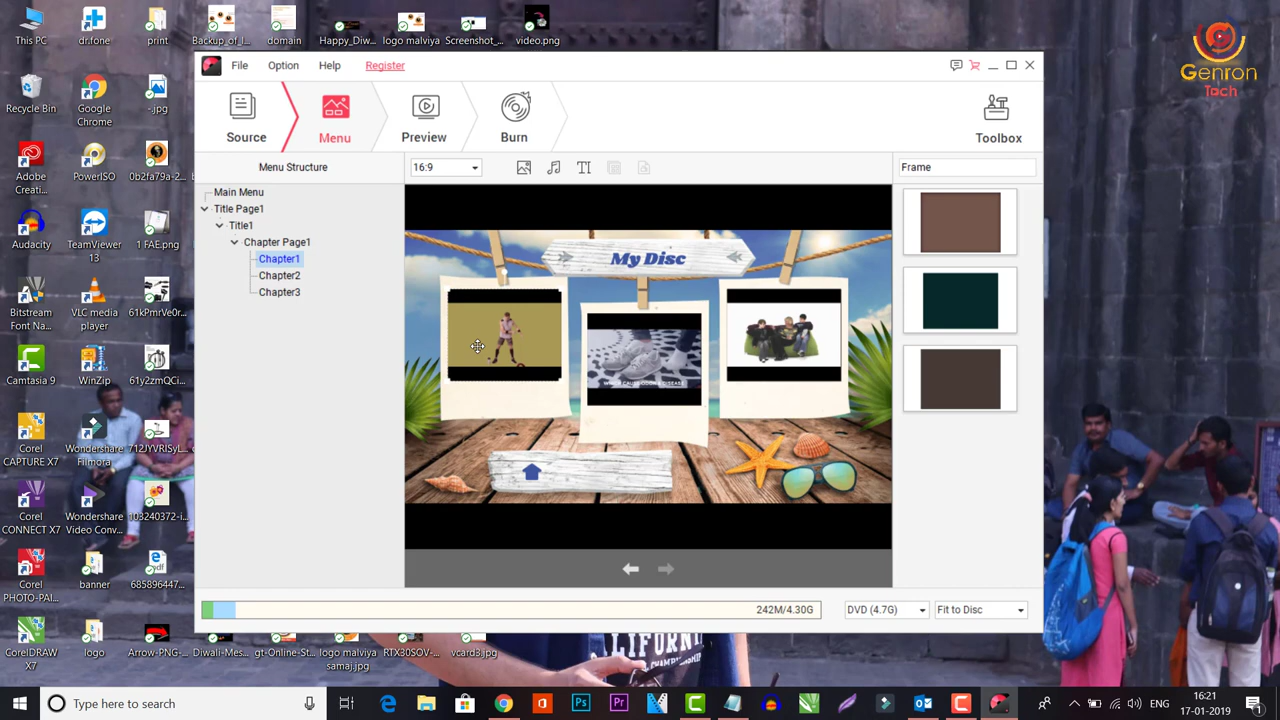 This PC
dr.fone
print
Backup_of_l...
domain
Happy_Diw...
logo malviya
Screenshot_...
video.png
Genron
Tech
File
Option
Help
Register
Source
Menu
Preview
Burn
Toolbox
Menu Structure
16:9
Frame
Main Menu
Title Page1
Title1
Chapter Page1
Chapter1
Chapter2
Chapter3
My Disc
242M/4.30G
DVD (4.7G)
Fit to Disc
Recycle Bin
Google
Chrome
-.jpg
Adobe
Creati...
PowerISO
0b2fa79a-2...
Audacity
TeamViewer
13
1 FAE.png
Bitstream
Font Na...
VLC media
player
61kPmrVe0r...
Camtasia 9
WinZip
61y2zmQCi...
Corel
CAPTURE X7
Wondershare
Filmora
712JYVRISyL...
Corel
CONNECT X7
Wondershare
Video Conv...
103240372-i...
Corel
PHOTO-PAI...
banner
685896447...
CorelDRAW
X7
logo
Arrow-PNG-...
Diwali-Mes...
gt-Online-St...
logo malviya
samaj.jpg
RTX30SOV-...
vcard3.jpg
Type here to search
ENG
16:21
17-01-2019